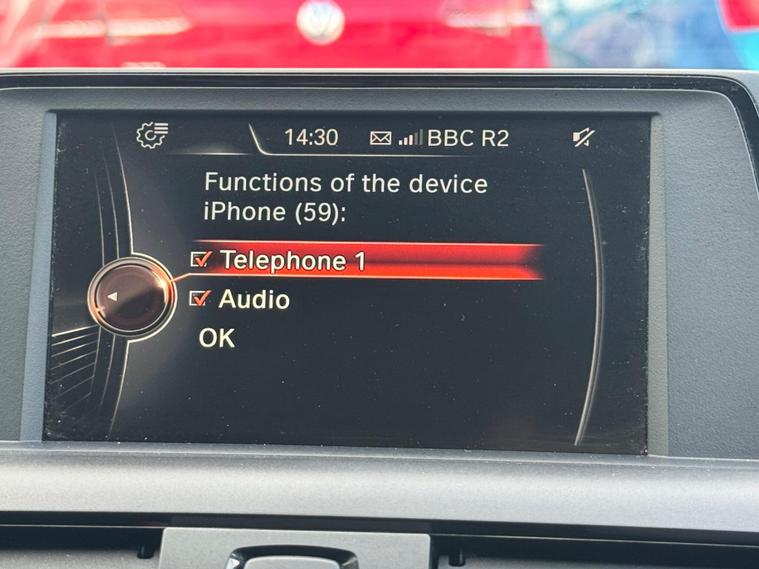 14:30 BBC R2
Functions of the device
iPhone (59):
Telephone 1
Audio
OK